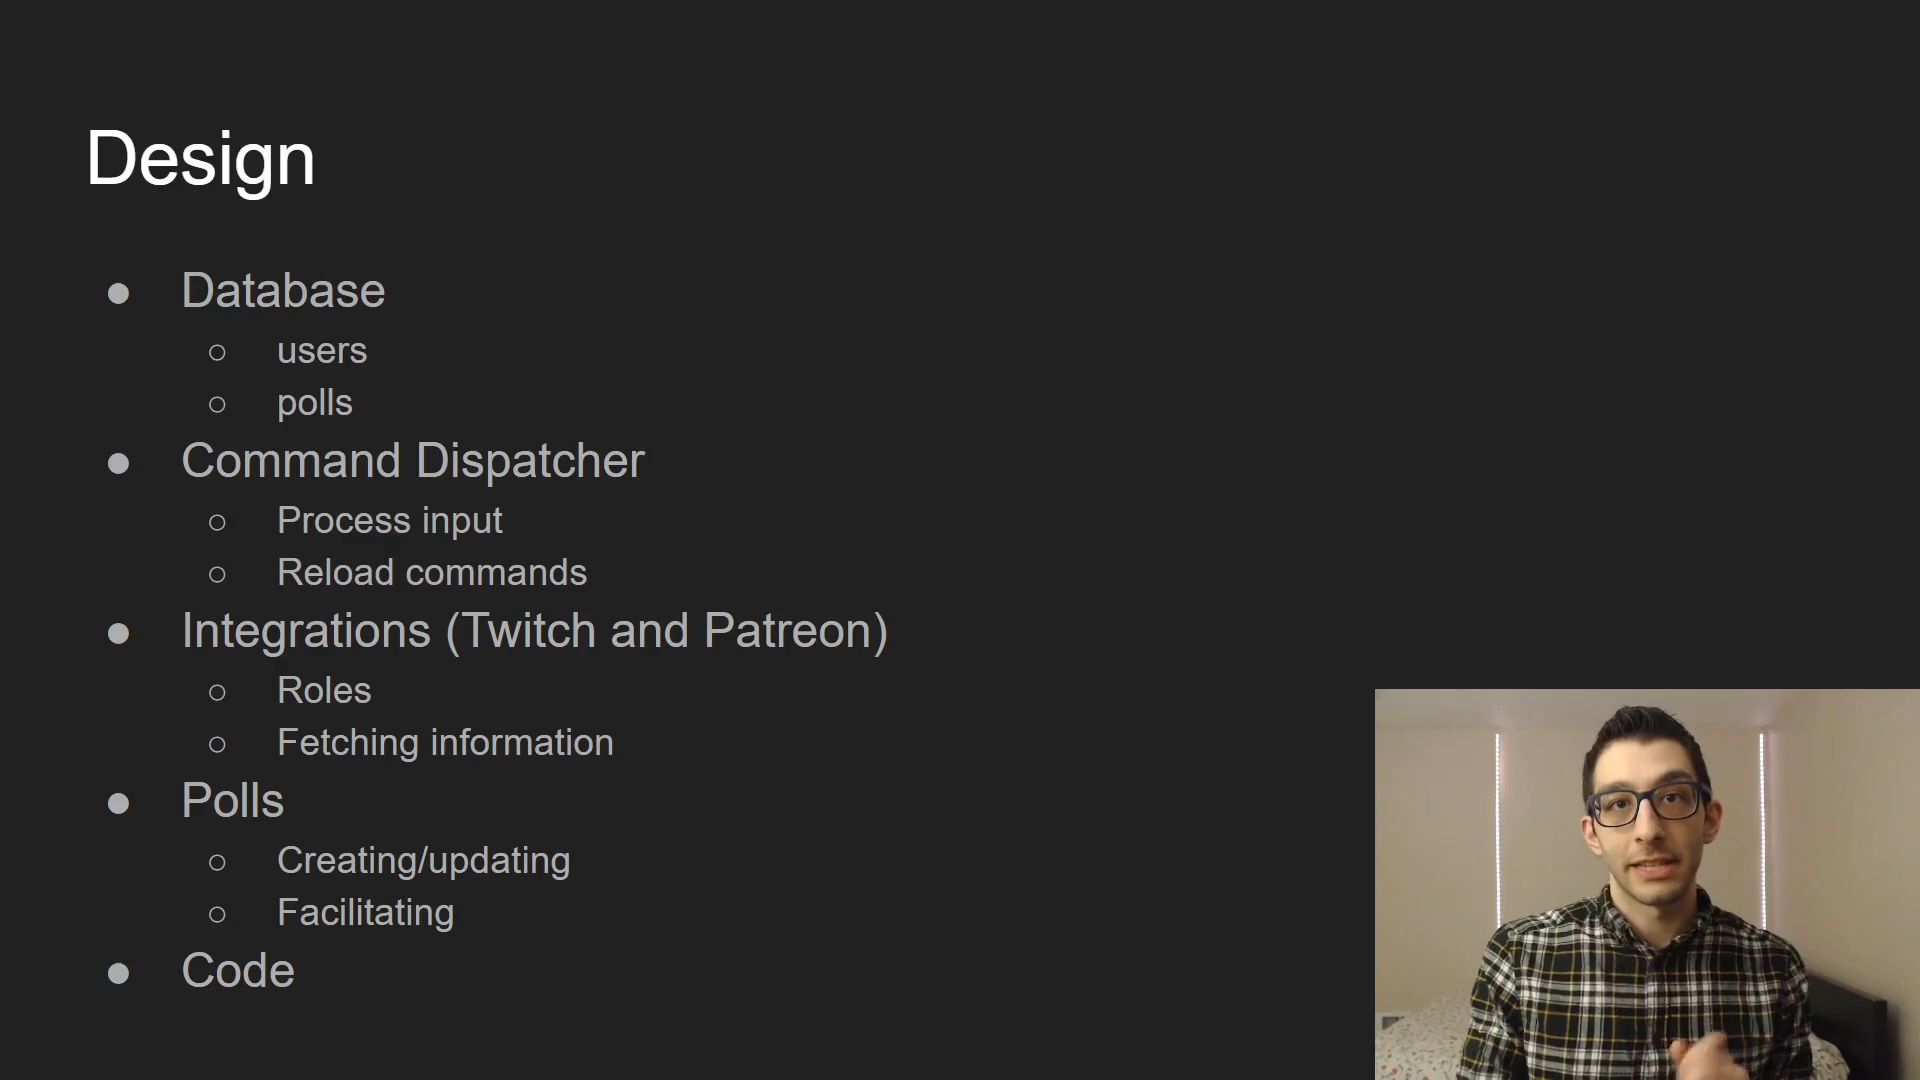 Design
● Database
○ users
○ polls
● Command Dispatcher
○ Process input
○ Reload commands
● Integrations (Twitch and Patreon)
○ Roles
○ Fetching information
● Polls
○ Creating/updating
○ Facilitating
● Code